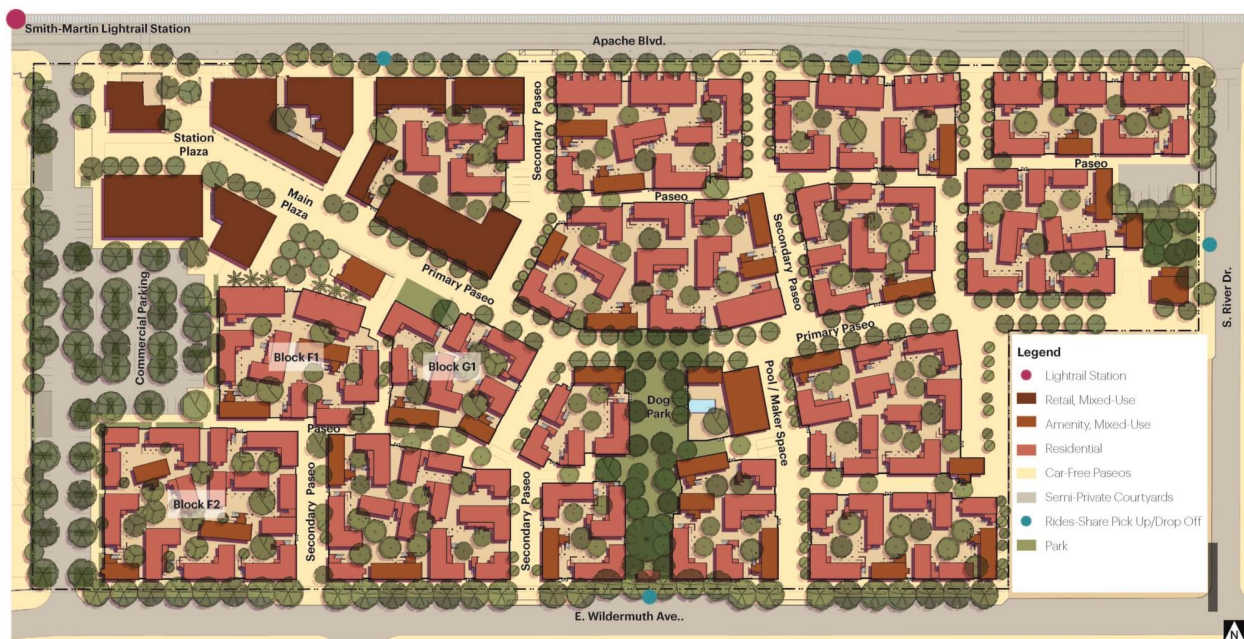 Smith-Martin Lightrail Station
Apache Blvd.
Station
Plaza
Main
Plaza
Secondary Paseo
Paseo
Paseo
Primary Paseo
Secondary Paseo
Commercial Parking
S. River Dr.
Primary Paseo
Block F1
Block G1
Dog
Park
Pool / Maker Space
Paseo
Block F2
Secondary Paseo
Secondary Paseo
E. Wildermuth Ave..
Legend
Lightrail Station
Retail, Mixed-Use
Amenity, Mixed-Use
Residential
Car-Free Paseos
Semi-Private Courtyards
Rides-Share Pick Up/Drop Off
Park
N